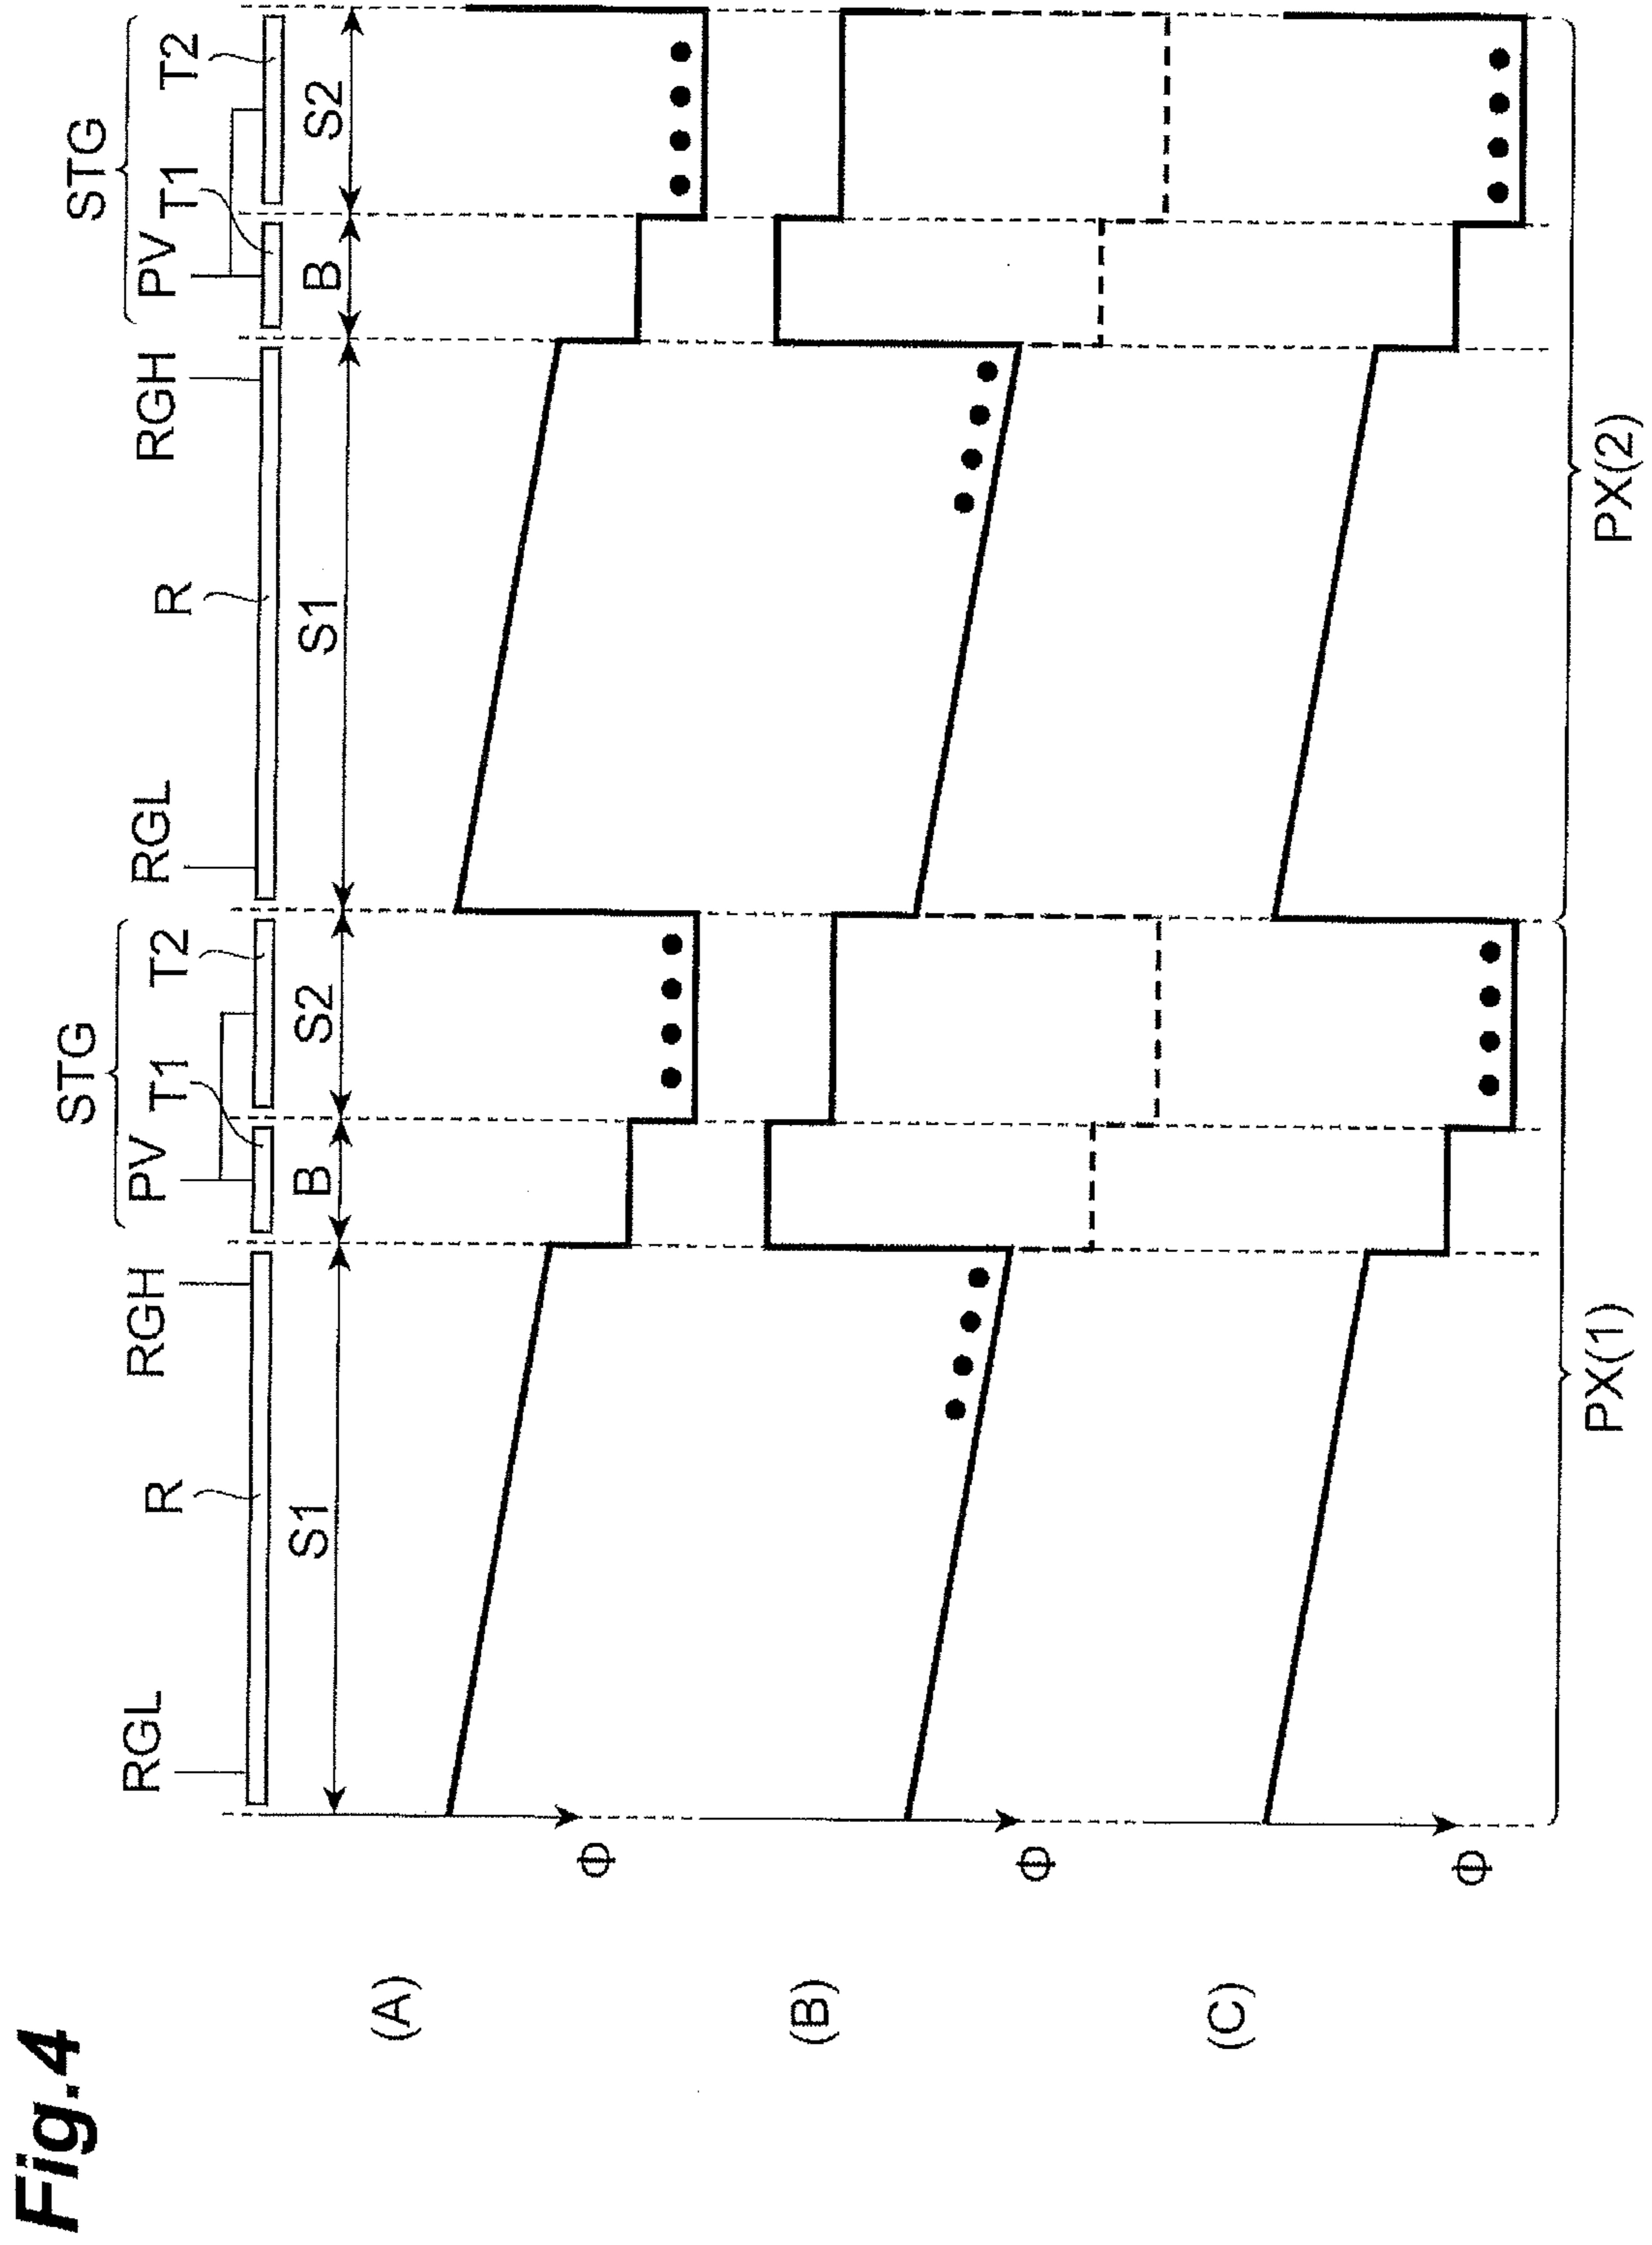 Fig.4
STG STG
RGL R RGH PV T1 T2 RGL R RGH PV T1 T2
S1 B S2 S1 B S2
(A)
Φ
(B)
Φ
(C)
Φ
PX(1) PX(2)